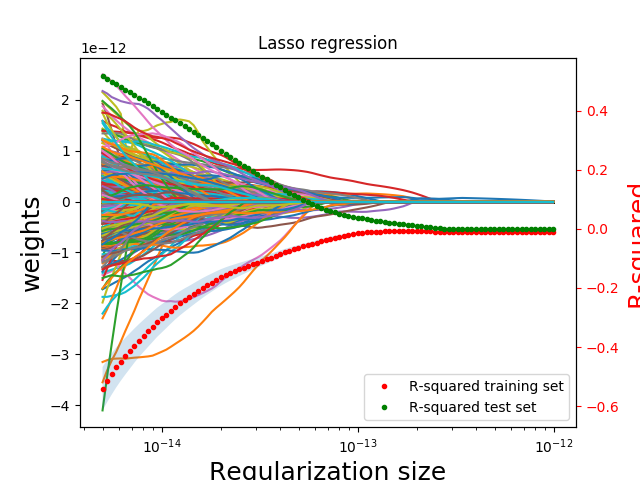 Lasso regression
1e−12
2
1
0
−1
−2
−3
−4
weights
0.4
0.2
0.0
−0.2
−0.4
−0.6
R-squared
R-squared training set
R-squared test set
10⁻¹⁴
10⁻¹³
10⁻¹²
Regularization size